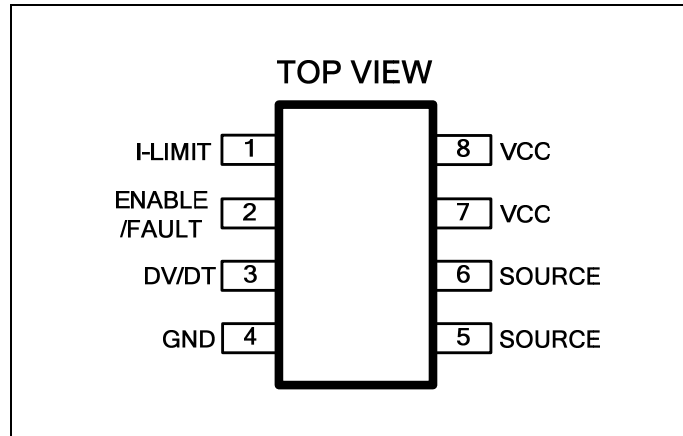 TOP VIEW
I-LIMIT 1
8 VCC
ENABLE
/FAULT 2
7 VCC
DV/DT 3
6 SOURCE
GND 4
5 SOURCE